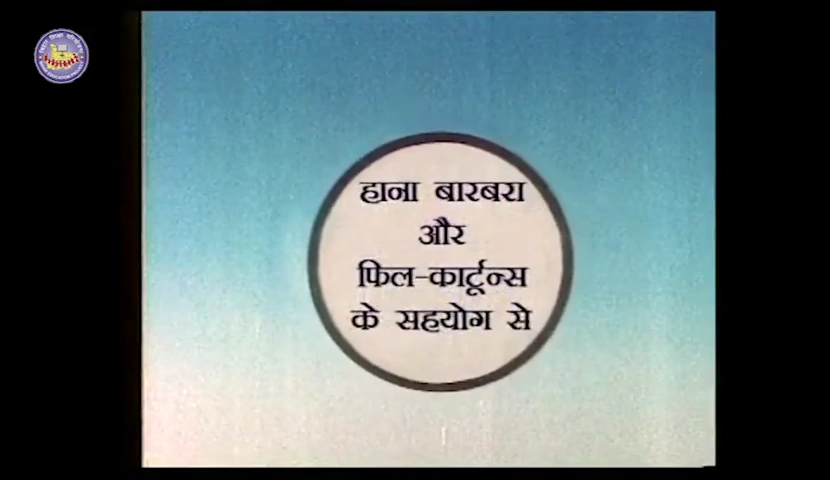 हाना बारबरा
और
फिल-कार्टून्स
के सहयोग से